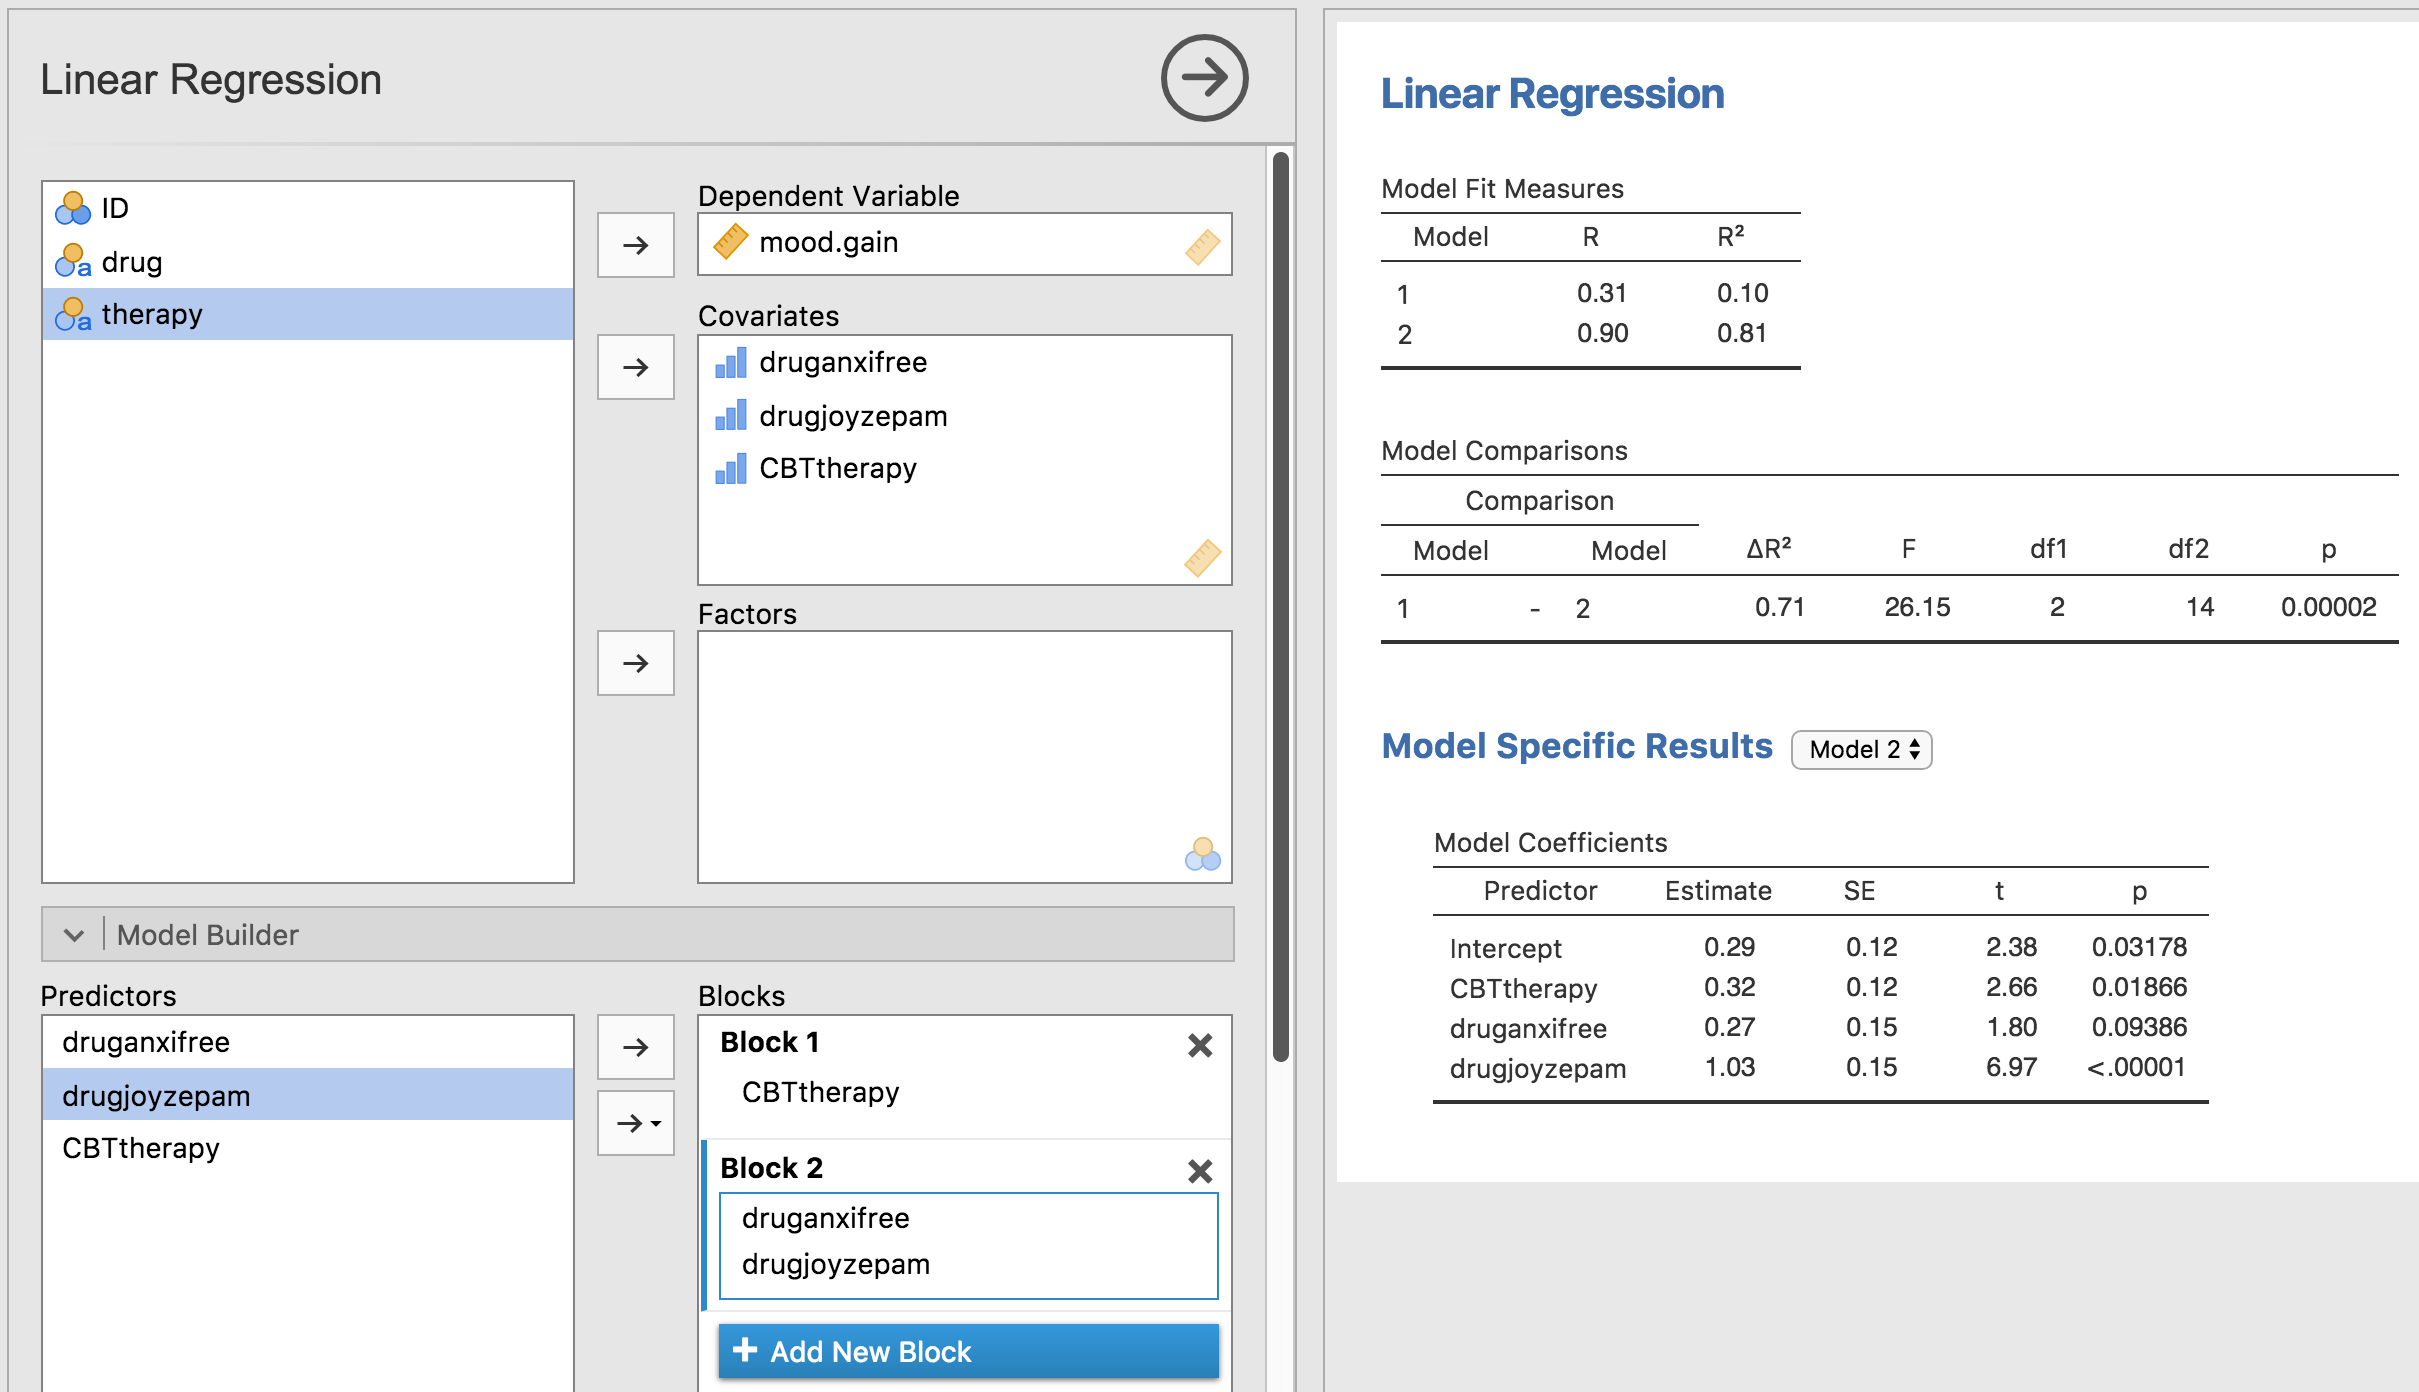 Linear Regression
ID
drug
therapy
Dependent Variable
mood.gain
Covariates
druganxifree
drugjoyzepam
CBTtherapy
Factors
Model Builder
Predictors
druganxifree
drugjoyzepam
CBTtherapy
Blocks
Block 1
CBTtherapy
Block 2
druganxifree
drugjoyzepam
Add New Block
Linear Regression
Model Fit Measures
Model R R²
1 0.31 0.10
2 0.90 0.81
Model Comparisons
Comparison
Model Model ΔR² F df1 df2 p
1 - 2 0.71 26.15 2 14 0.00002
Model Specific Results Model 2
Model Coefficients
Predictor Estimate SE t p
Intercept 0.29 0.12 2.38 0.03178
CBTtherapy 0.32 0.12 2.66 0.01866
druganxifree 0.27 0.15 1.80 0.09386
drugjoyzepam 1.03 0.15 6.97 <.00001